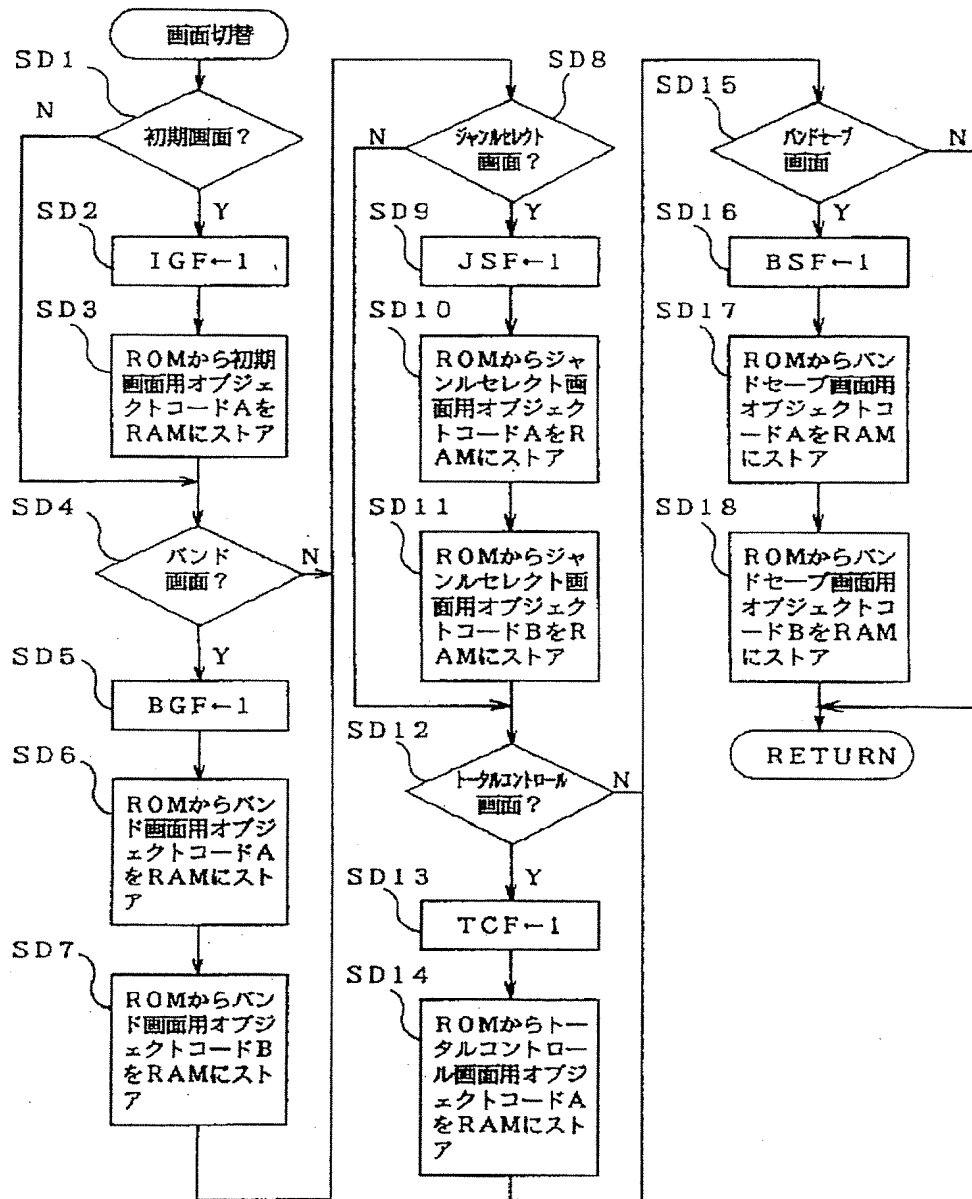 画面切替
SD1
初期画面？
N
Y
SD2
IGF←1
SD3
ROMから初期
画面用オブジェ
クトコードAを
RAMにストア
SD4
バンド
画面？
N
Y
SD5
BGF←1
SD6
ROMからバン
ド画面用オブジ
ェクトコードA
をRAMにスト
ア
SD7
ROMからバン
ド画面用オブジ
ェクトコードB
をRAMにスト
ア
SD8
ジャンルセレクト
画面？
N
Y
SD9
JSF←1
SD10
ROMからジャ
ンルセレクト画
面用オブジェク
トコードAをR
AMにストア
SD11
ROMからジャ
ンルセレクト画
面用オブジェク
トコードBをR
AMにストア
SD12
トータルコントロール
画面？
N
Y
SD13
TCF←1
SD14
ROMからトー
タルコントロー
ル画面用オブジ
ェクトコードA
をRAMにスト
ア
SD15
バンドセーブ
画面
N
Y
SD16
BSF←1
SD17
ROMからバン
ドセーブ画面用
オブジェクトコ
ードAをRAM
にストア
SD18
ROMからバン
ドセーブ画面用
オブジェクトコ
ードBをRAM
にストア
RETURN